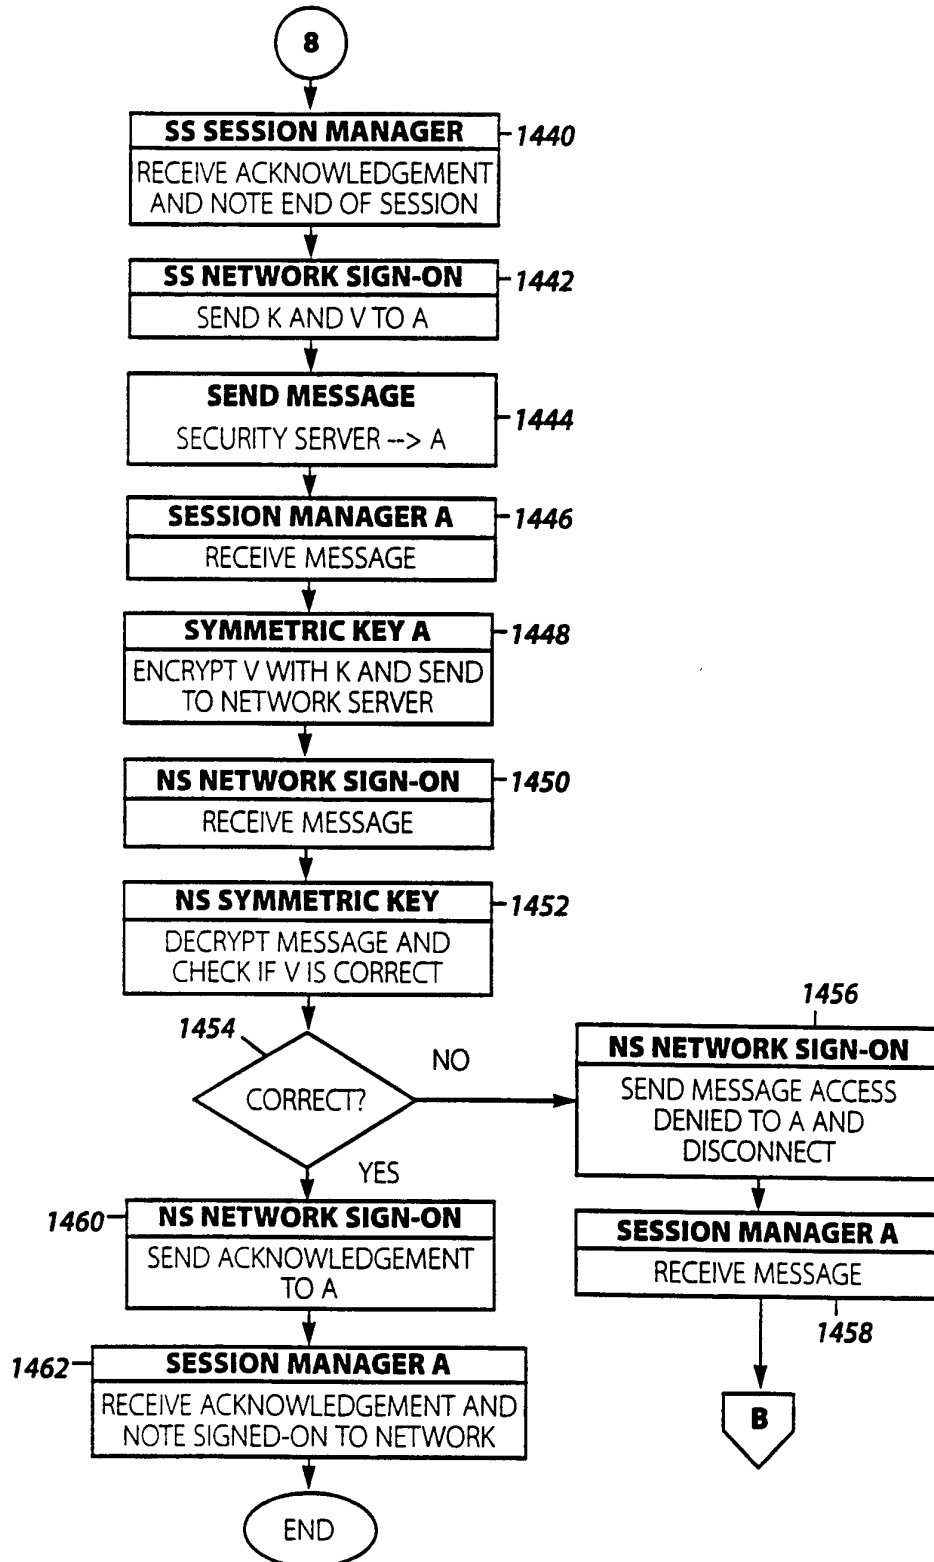 8
SS SESSION MANAGER
1440
RECEIVE ACKNOWLEDGEMENT
AND NOTE END OF SESSION
SS NETWORK SIGN-ON
1442
SEND K AND V TO A
SEND MESSAGE
1444
SECURITY SERVER --> A
SESSION MANAGER A
1446
RECEIVE MESSAGE
SYMMETRIC KEY A
1448
ENCRYPT V WITH K AND SEND
TO NETWORK SERVER
NS NETWORK SIGN-ON
1450
RECEIVE MESSAGE
NS SYMMETRIC KEY
1452
DECRYPT MESSAGE AND
CHECK IF V IS CORRECT
1454
CORRECT?
NO
1456
NS NETWORK SIGN-ON
SEND MESSAGE ACCESS
DENIED TO A AND
DISCONNECT
SESSION MANAGER A
RECEIVE MESSAGE
1458
B
YES
1460
NS NETWORK SIGN-ON
SEND ACKNOWLEDGEMENT
TO A
1462
SESSION MANAGER A
RECEIVE ACKNOWLEDGEMENT AND
NOTE SIGNED-ON TO NETWORK
END